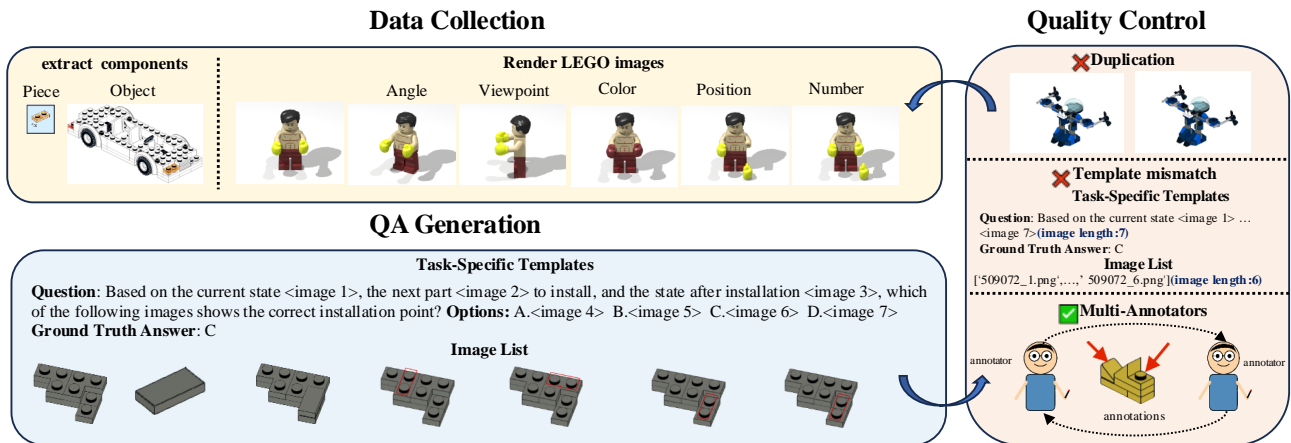 Data Collection
extract components
Piece
Object
Render LEGO images
Angle
Viewpoint
Color
Position
Number
QA Generation
Task-Specific Templates
Question: Based on the current state <image 1>, the next part <image 2> to install, and the state after installation <image 3>, which
of the following images shows the correct installation point? Options: A.<image 4> B.<image 5> C.<image 6> D.<image 7>
Ground Truth Answer: C
Image List
Quality Control
Duplication
Template mismatch
Task-Specific Templates
Question: Based on the current state <image 1> …
<image 7>(image length:7)
Ground Truth Answer: C
Image List
['509072_1.png',…,' 509072_6.png'](image length:6)
Multi-Annotators
annotator
annotator
annotations